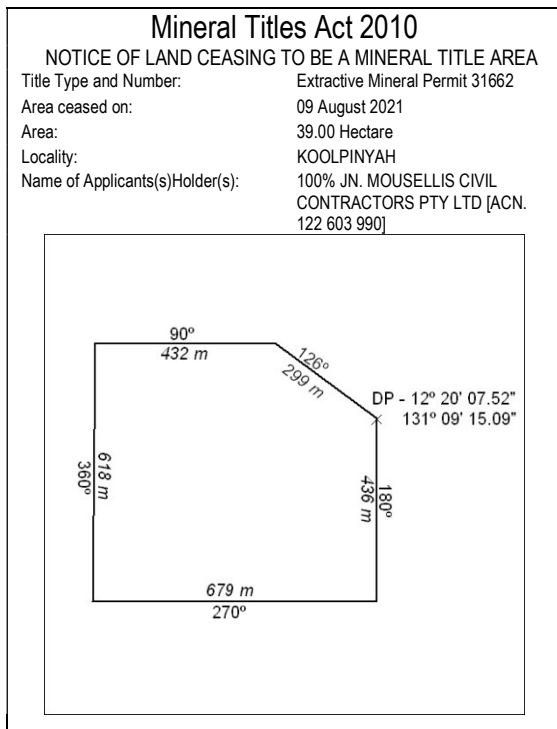 Mineral Titles Act 2010
NOTICE OF LAND CEASING TO BE A MINERAL TITLE AREA
Title Type and Number: Extractive Mineral Permit 31662
Area ceased on: 09 August 2021
Area: 39.00 Hectare
Locality: KOOLPINYAH
Name of Applicants(s)Holder(s): 100% JN. MOUSELLIS CIVIL
CONTRACTORS PTY LTD [ACN.
122 603 990]
90º
432 m
126º
299 m
DP - 12º 20' 07.52"
131º 09' 15.09"
618 m
360º
436 m
180º
679 m
270º